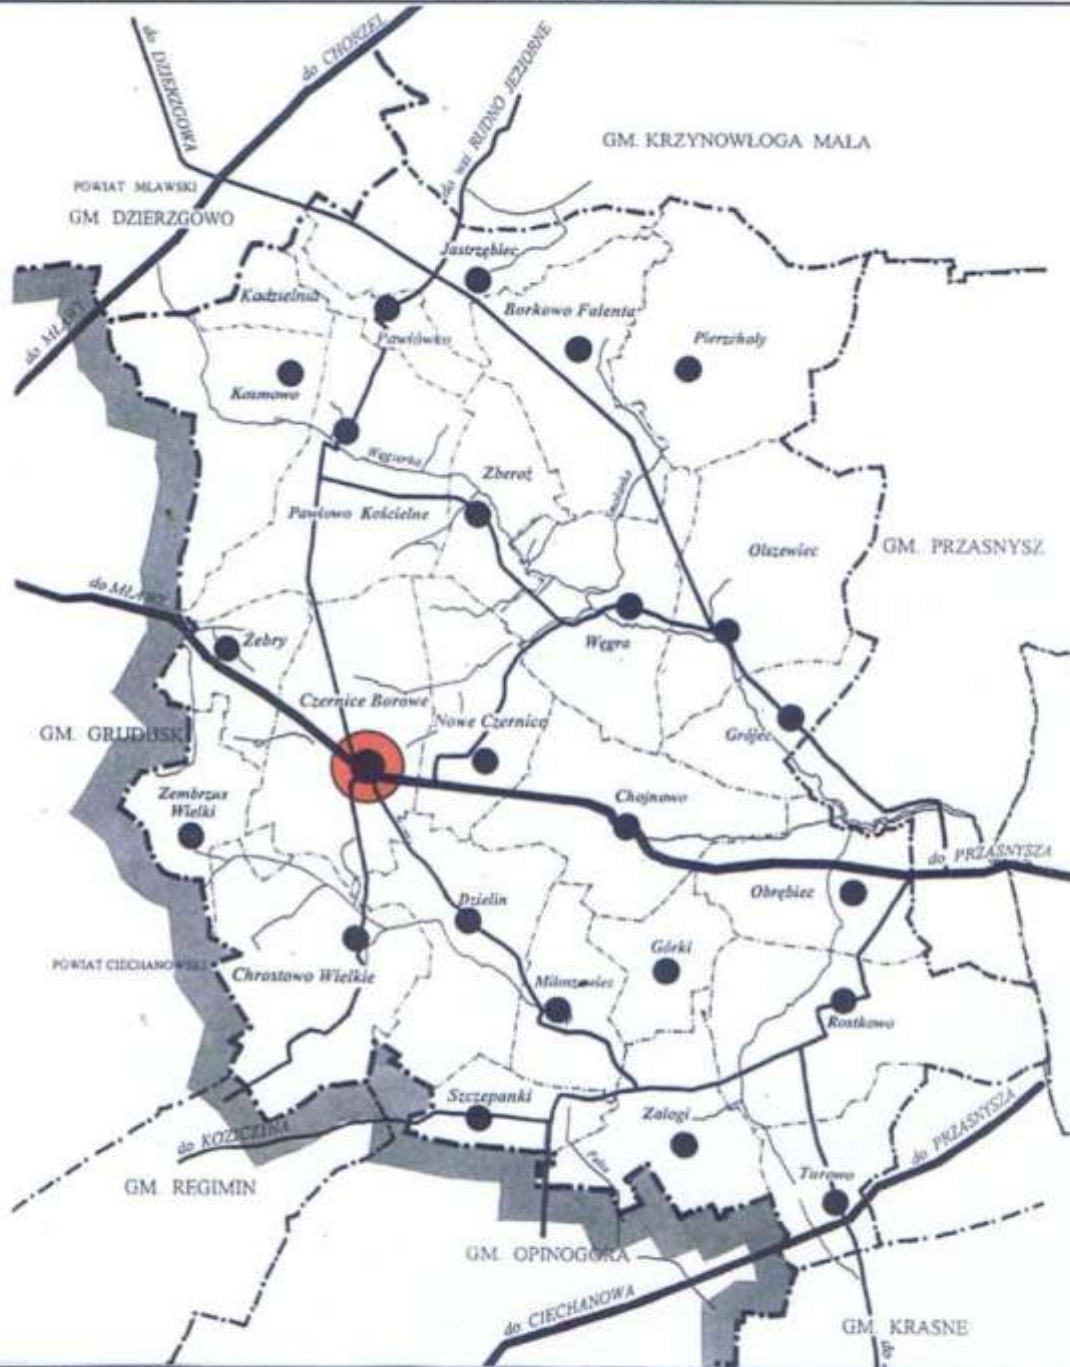 do DZIERZGOWA
do CHORZEL
do wsi RUDNO JEZIORNE
GM. KRZYNOWŁOGA MAŁA
POWIAT MŁAWSKI
GM. DZIERZGOWO
Jastrzębiec
Kadzielnia
Borkowo Falenta
do MŁAWY
Pawłówko
Pierzchały
Kosmowo
Węgierka
Zberoż
Pawłowo Kościelne
Olszewiec
GM. PRZASNYSZ
do MŁAWY
Żebry
Węgra
Czernice Borowe
Nowe Czernice
GM. GRUDUSK
Grójec
Zembrzus
Wielki
Chojnowo
do PRZASNYSZA
Obrębiec
Dzielin
Górki
POWIAT CIECHANOWSKI
Chrostowo Wielkie
Miłoszewiec
Rostkowo
Szczepanki
Załogi
do PRZASNYSZA
do KOZICZYNA
Turowo
GM. REGIMIN
GM. OPINOGÓRA
do CIECHANOWA
GM. KRASNE
do